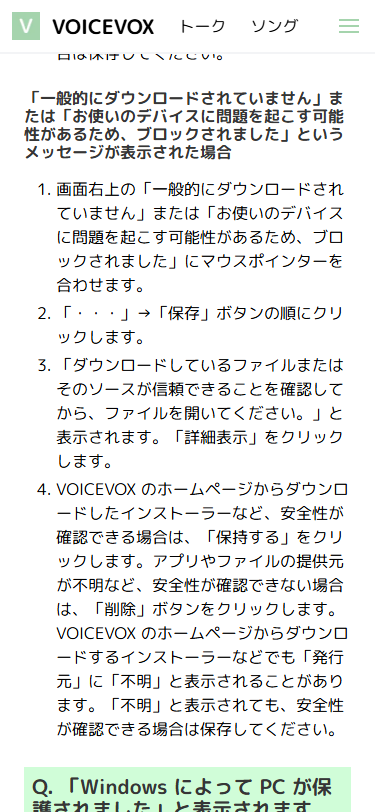 V VOICEVOX トーク ソング
合は保存してください。
「一般的にダウンロードされていません」ま
たは「お使いのデバイスに問題を起こす可能
性があるため、ブロックされました」という
メッセージが表示された場合
1. 画面右上の「一般的にダウンロードされ
ていません」または「お使いのデバイス
に問題を起こす可能性があるため、ブロ
ックされました」にマウスポインターを
合わせます。
2. 「・・・」→「保存」ボタンの順にクリ
ックします。
3. 「ダウンロードしているファイルまたは
そのソースが信頼できることを確認して
から、ファイルを開いてください。」と
表示されます。「詳細表示」をクリック
します。
4. VOICEVOX のホームページからダウンロ
ードしたインストーラーなど、安全性が
確認できる場合は、「保持する」をクリ
ックします。アプリやファイルの提供元
が不明など、安全性が確認できない場合
は、「削除」ボタンをクリックします。
VOICEVOX のホームページからダウンロ
ードするインストーラーなどでも「発行
元」に「不明」と表示されることがあり
ます。「不明」と表示されても、安全性
が確認できる場合は保存してください。
Q. 「Windows によって PC が保
護されました」と表示されます